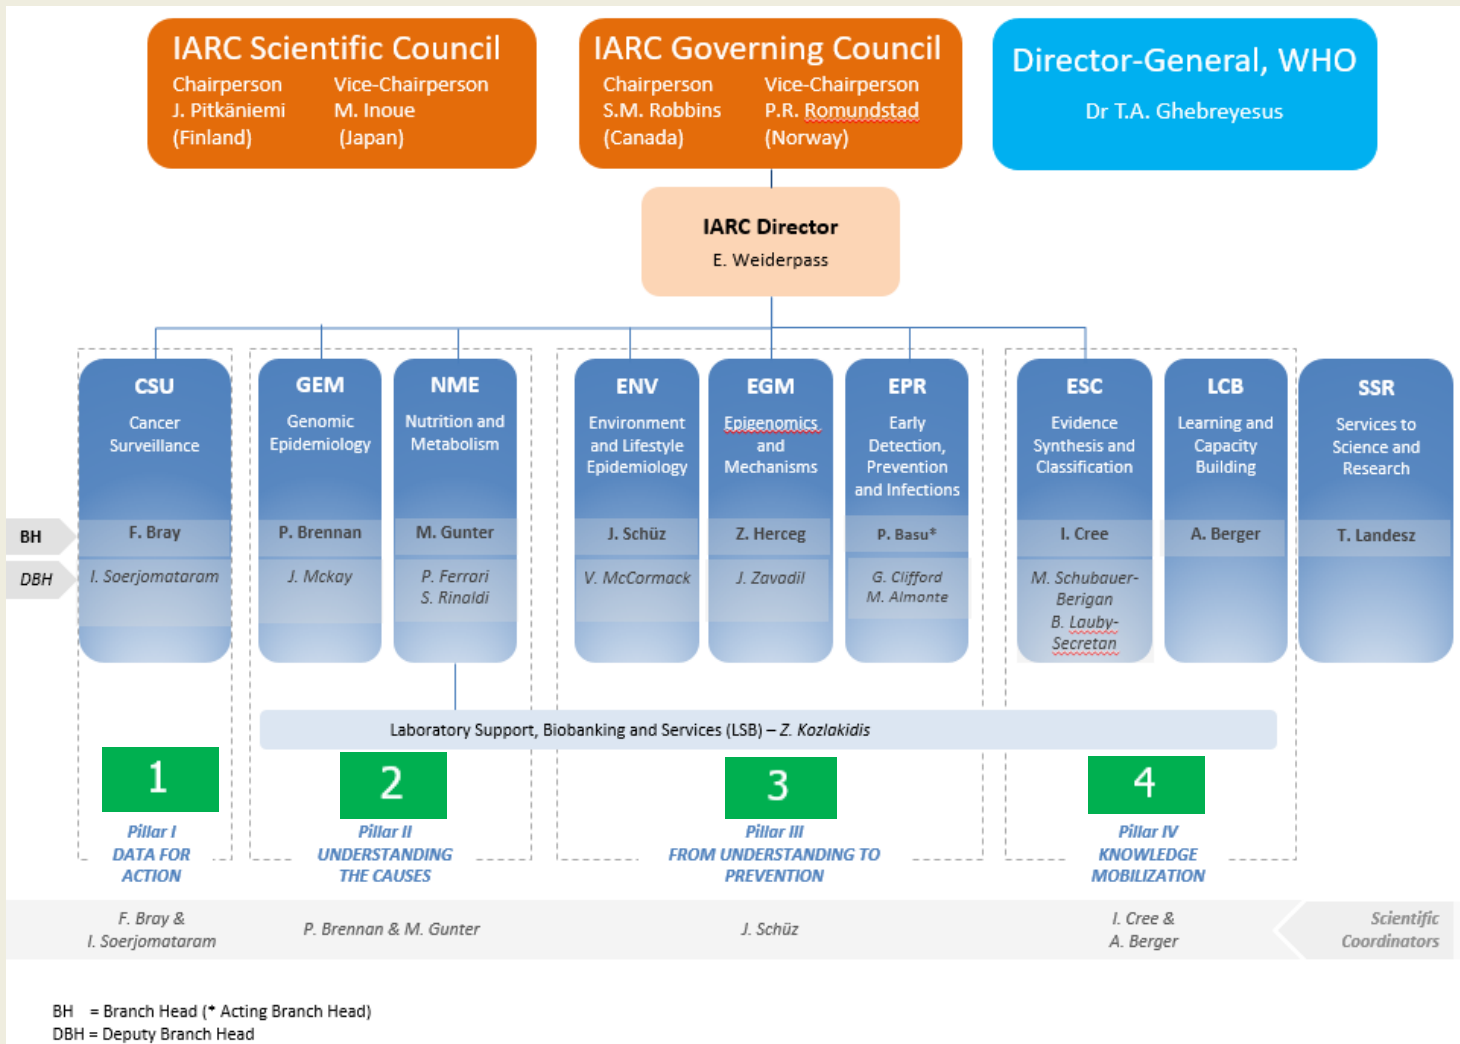 IARC Scientific Council
Chairperson Vice-Chairperson
J. Pitkäniemi M. Inoue
(Finland) (Japan)
IARC Governing Council
Chairperson Vice-Chairperson
S.M. Robbins P.R. Romundstad
(Canada) (Norway)
Director-General, WHO
Dr T.A. Ghebreyesus
IARC Director
E. Weiderpass
CSU
Cancer
Surveillance
GEM
Genomic
Epidemiology
NME
Nutrition and
Metabolism
ENV
Environment
and Lifestyle
Epidemiology
EGM
Epigenomics
and
Mechanisms
EPR
Early
Detection,
Prevention
and Infections
ESC
Evidence
Synthesis and
Classification
LCB
Learning and
Capacity
Building
SSR
Services to
Science and
Research
BH
F. Bray
P. Brennan
M. Gunter
J. Schüz
Z. Herceg
P. Basu*
I. Cree
A. Berger
T. Landesz
DBH
I. Soerjomataram
J. Mckay
P. Ferrari
S. Rinaldi
V. McCormack
J. Zavadil
G. Clifford
M. Almonte
M. Schubauer-
Berigan
B. Lauby-
Secretan
Laboratory Support, Biobanking and Services (LSB) – Z. Kozlakidis
1
2
3
4
Pillar I
DATA FOR
ACTION
Pillar II
UNDERSTANDING
THE CAUSES
Pillar III
FROM UNDERSTANDING TO
PREVENTION
Pillar IV
KNOWLEDGE
MOBILIZATION
F. Bray &
I. Soerjomataram
P. Brennan & M. Gunter
J. Schüz
I. Cree &
A. Berger
Scientific
Coordinators
BH = Branch Head (* Acting Branch Head)
DBH = Deputy Branch Head